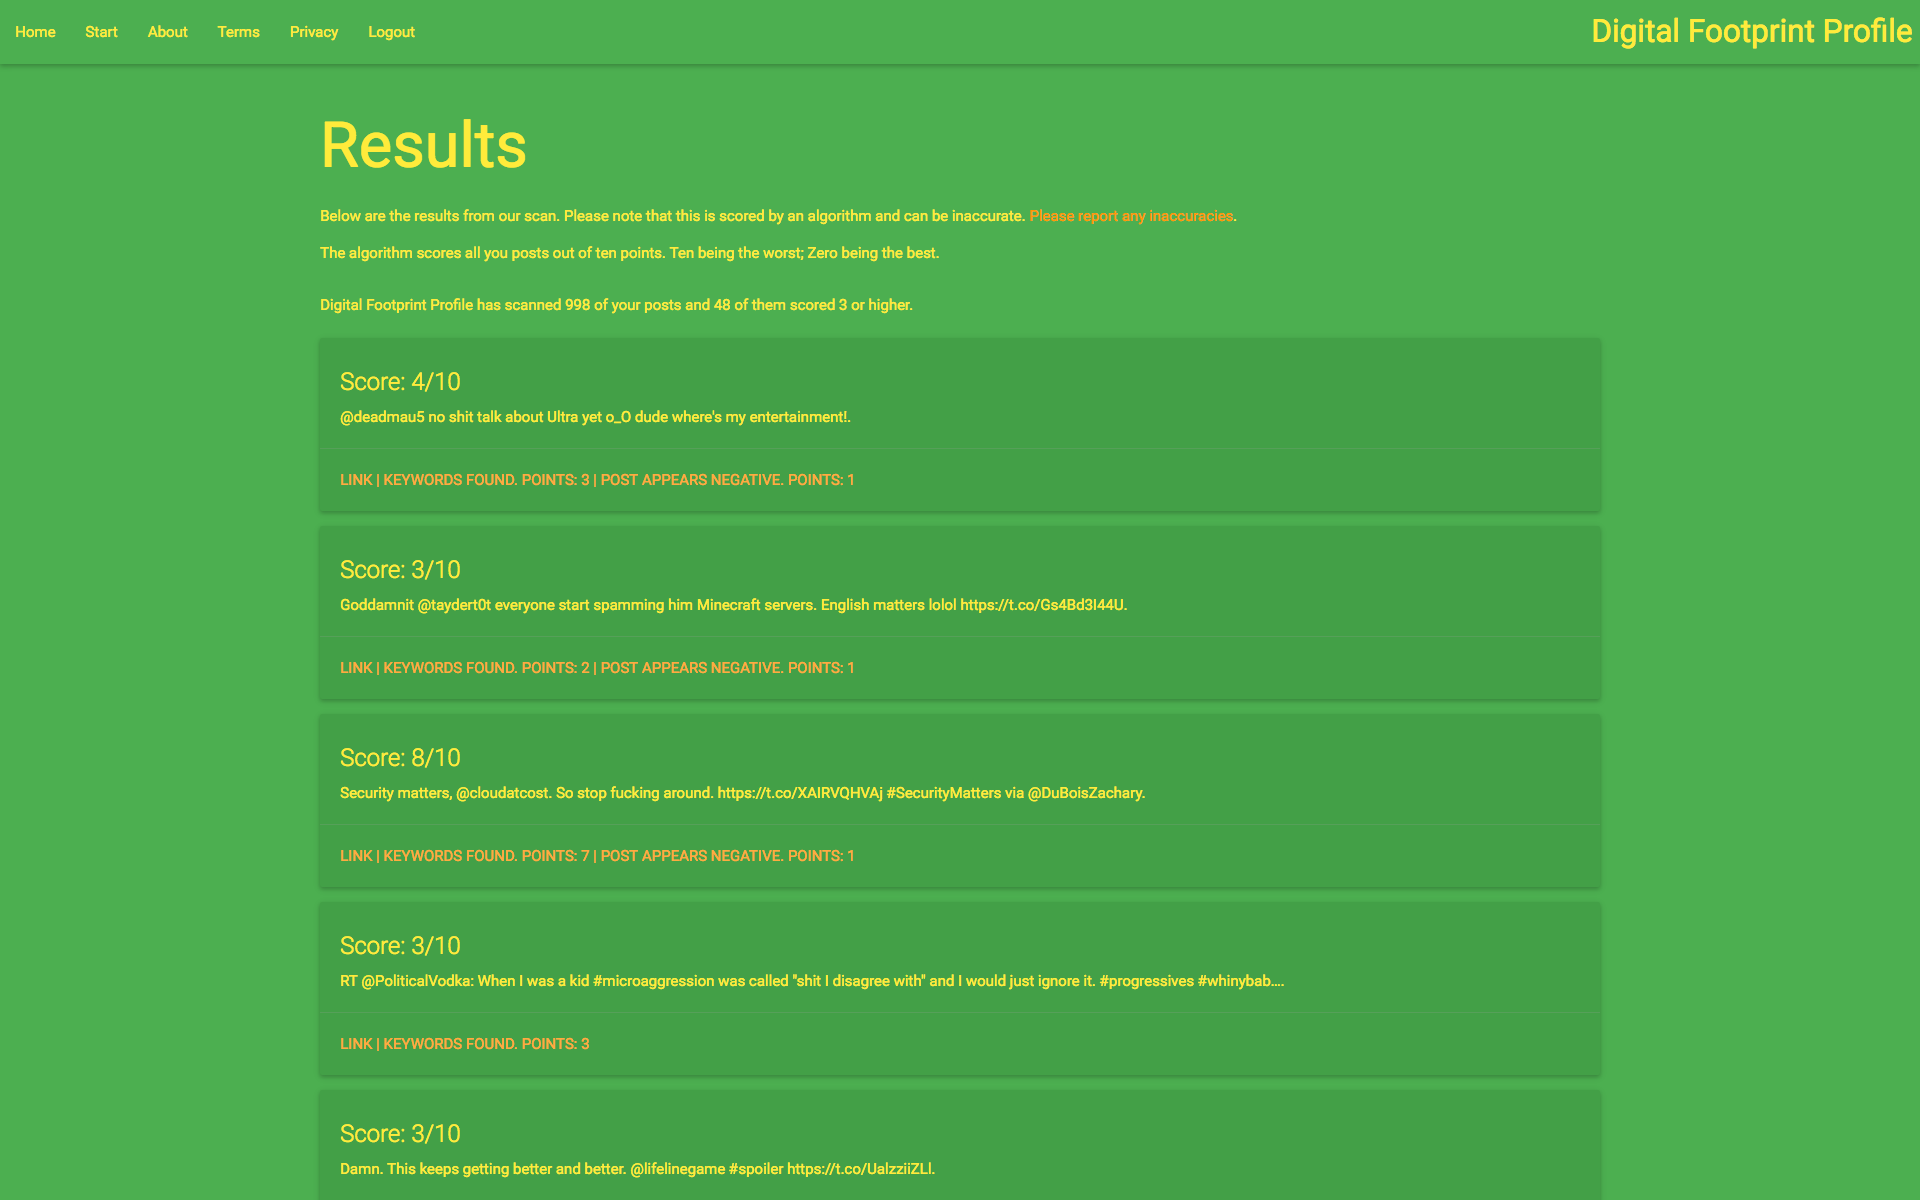 Home Start About Terms Privacy Logout Digital Footprint Profile
Results
Below are the results from our scan. Please note that this is scored by an algorithm and can be inaccurate. Please report any inaccuracies.
The algorithm scores all you posts out of ten points. Ten being the worst; Zero being the best.
Digital Footprint Profile has scanned 998 of your posts and 48 of them scored 3 or higher.
Score: 4/10
@deadmau5 no shit talk about Ultra yet o_O dude where's my entertainment!.
LINK | KEYWORDS FOUND. POINTS: 3 | POST APPEARS NEGATIVE. POINTS: 1
Score: 3/10
Goddamnit @taydert0t everyone start spamming him Minecraft servers. English matters lolol https://t.co/Gs4Bd3I44U.
LINK | KEYWORDS FOUND. POINTS: 2 | POST APPEARS NEGATIVE. POINTS: 1
Score: 8/10
Security matters, @cloudatcost. So stop fucking around. https://t.co/XAIRVQHVAj #SecurityMatters via @DuBoisZachary.
LINK | KEYWORDS FOUND. POINTS: 7 | POST APPEARS NEGATIVE. POINTS: 1
Score: 3/10
RT @PoliticalVodka: When I was a kid #microaggression was called "shit I disagree with" and I would just ignore it. #progressives #whinybab….
LINK | KEYWORDS FOUND. POINTS: 3
Score: 3/10
Damn. This keeps getting better and better. @lifelinegame #spoiler https://t.co/UalzziiZLl.